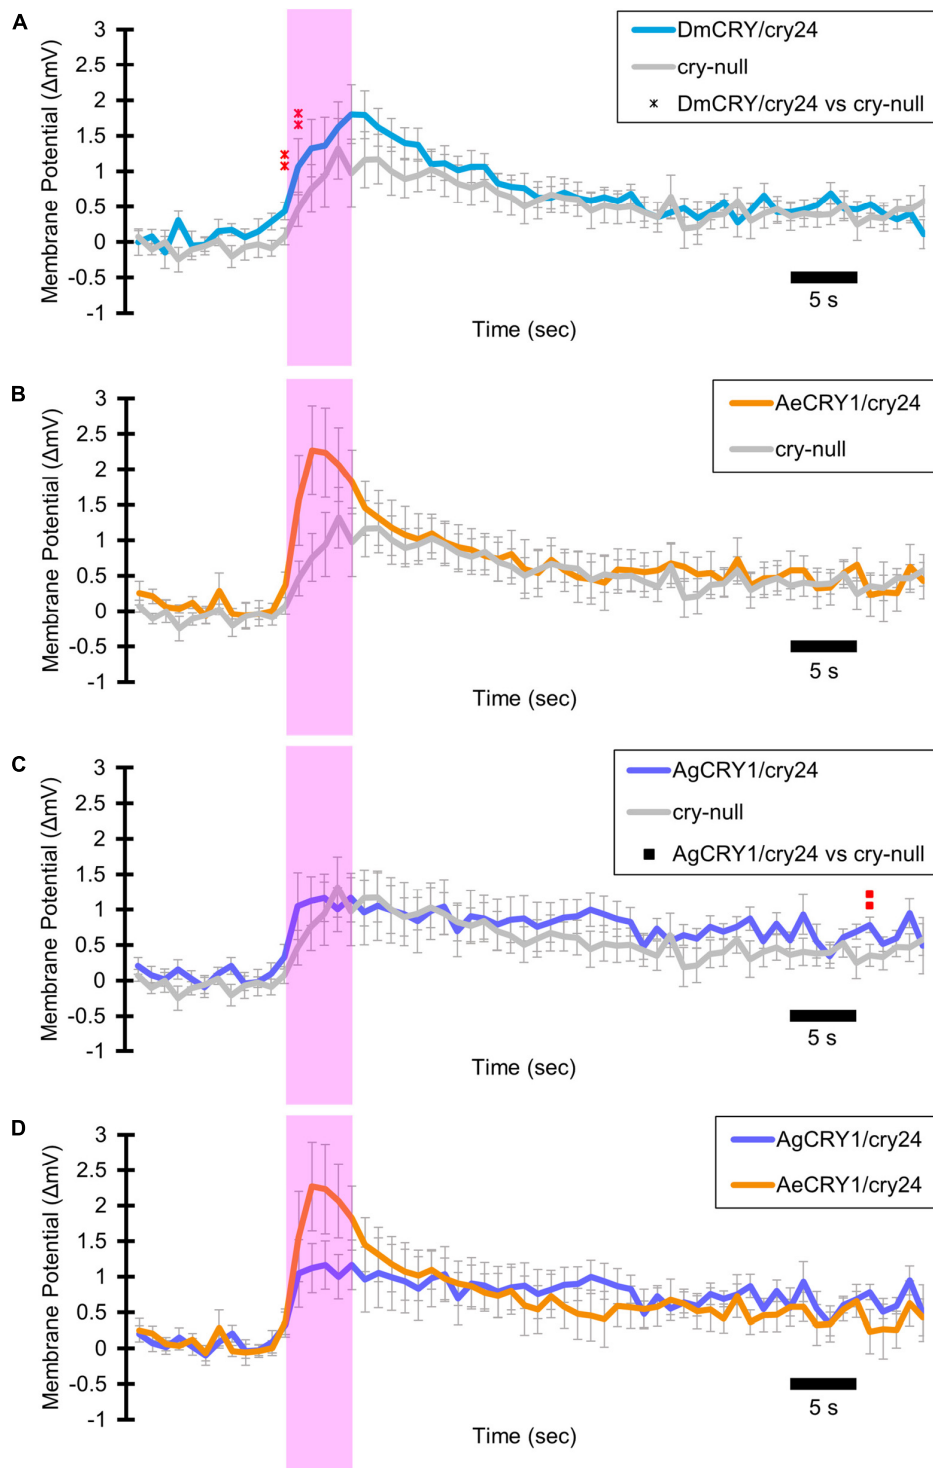 A
Membrane Potential (ΔmV)
3
2.5
2
1.5
1
0.5
0
-0.5
-1
DmCRY/cry24
cry-null
DmCRY/cry24 vs cry-null
5 s
Time (sec)
B
Membrane Potential (ΔmV)
3
2.5
2
1.5
1
0.5
0
-0.5
-1
AeCRY1/cry24
cry-null
5 s
Time (sec)
C
Membrane Potential (ΔmV)
3
2.5
2
1.5
1
0.5
0
-0.5
-1
AgCRY1/cry24
cry-null
AgCRY1/cry24 vs cry-null
5 s
Time (sec)
D
Membrane Potential (ΔmV)
3
2.5
2
1.5
1
0.5
0
-0.5
-1
AgCRY1/cry24
AeCRY1/cry24
5 s
Time (sec)